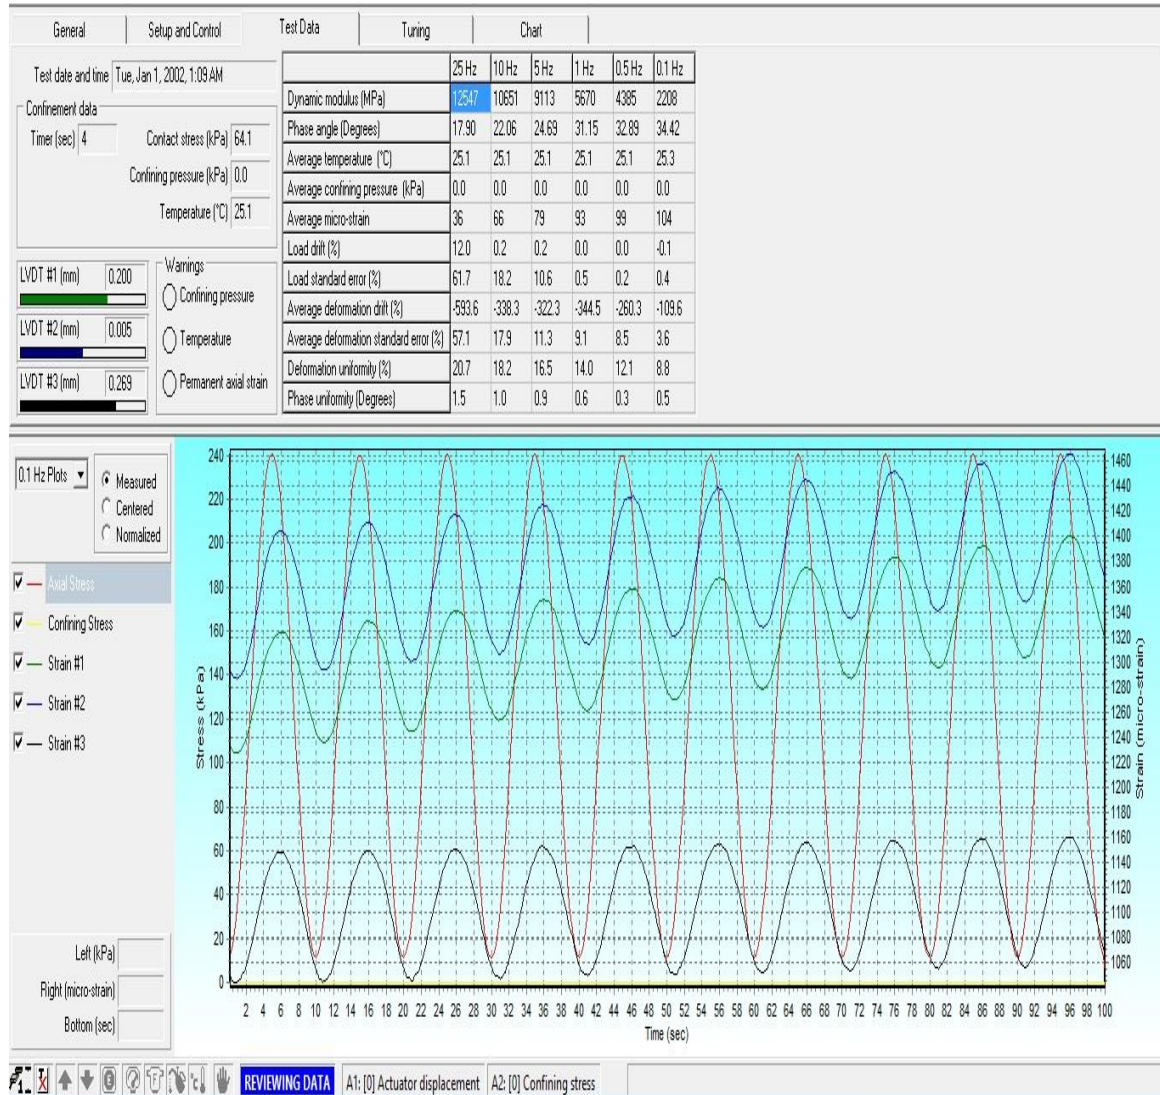 General Setup and Control Test Data Tuning Chart
Test date and time Tue, Jan 1, 2002, 1:09 AM
Confinement data
Timer (sec) 4 Contact stress (kPa) 64.1
Confining pressure (kPa) 0.0
Temperature (°C) 25.1
LVDT #1 (mm) 0.200
LVDT #2 (mm) 0.005
LVDT #3 (mm) 0.269
Warnings
Confining pressure
Temperature
Permanent axial strain
25 Hz 10 Hz 5 Hz 1 Hz 0.5 Hz 0.1 Hz
Dynamic modulus (MPa) 12547 10651 9113 5670 4385 2208
Phase angle (Degrees) 17.90 22.06 24.69 31.15 32.89 34.42
Average temperature (°C) 25.1 25.1 25.1 25.1 25.1 25.3
Average confining pressure (kPa) 0.0 0.0 0.0 0.0 0.0 0.0
Average micro-strain 36 66 79 93 99 104
Load drift (%) 12.0 0.2 0.2 0.0 0.0 -0.1
Load standard error (%) 61.7 18.2 10.6 0.5 0.2 0.4
Average deformation drift (%) -593.6 -338.3 -322.3 -344.5 -260.3 -109.6
Average deformation standard error (%) 57.1 17.9 11.3 9.1 8.5 3.6
Deformation uniformity (%) 20.7 18.2 16.5 14.0 12.1 8.8
Phase uniformity (Degrees) 1.5 1.0 0.9 0.6 0.3 0.5
0.1 Hz Plots
Measured
Centered
Normalized
Axial Stress
Confining Stress
Strain #1
Strain #2
Strain #3
Left (kPa)
Right (micro-strain)
Bottom (sec)
Stress (kPa)
240
220
200
180
160
140
120
100
80
60
40
20
0
1460
1440
1420
1400
1380
1360
1340
1320
1300
1280
1260
1240
1220
1200
1180
1160
1140
1120
1100
1080
1060
Strain (micro-strain)
2 4 6 8 10 12 14 16 18 20 22 24 26 28 30 32 34 36 38 40 42 44 46 48 50 52 54 56 58 60 62 64 66 68 70 72 74 76 78 80 82 84 86 88 90 92 94 96 98 100
Time (sec)
REVIEWING DATA A1: [0] Actuator displacement A2: [0] Confining stress